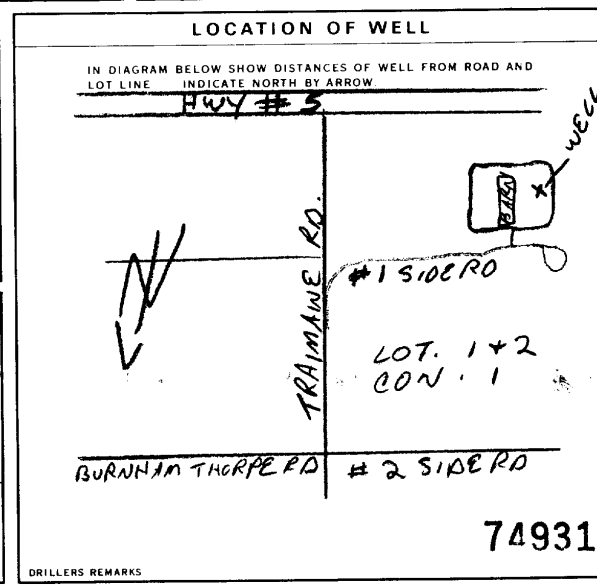 LOCATION OF WELL
IN DIAGRAM BELOW SHOW DISTANCES OF WELL FROM ROAD AND
LOT LINE INDICATE NORTH BY ARROW.
HWY # 5
WELL
BARN
X
TRAIMAINE RD.
N
#1 SIDE RD
LOT. 1+2
CON. 1
BURNHAM THORPE RD
# 2 SIDE RD
74931
DRILLERS REMARKS